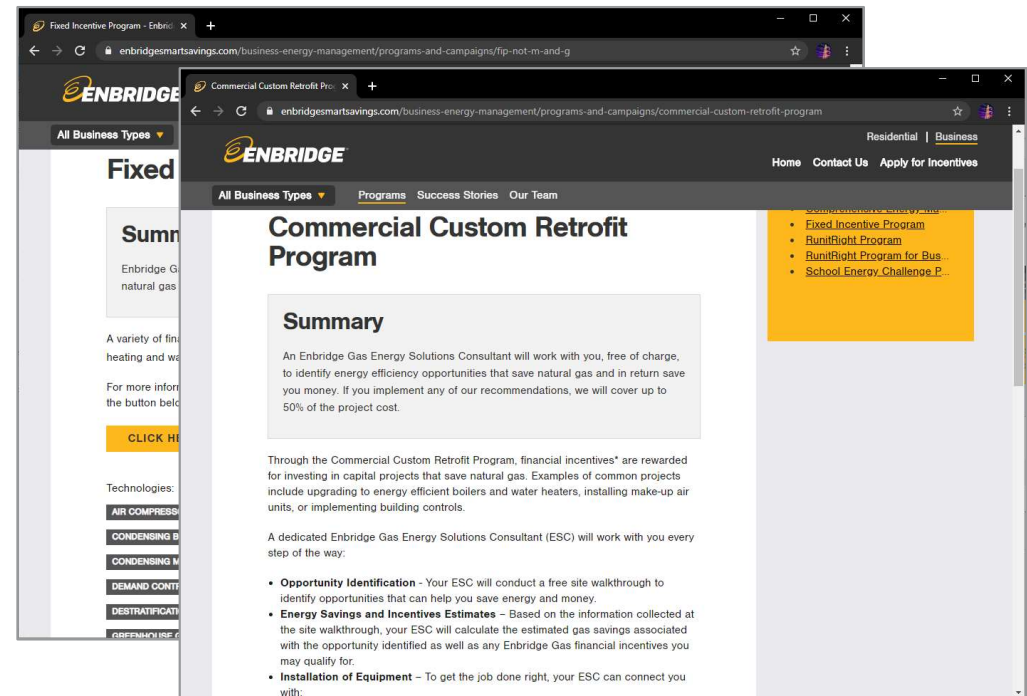 Fixed Incentive Program - Enbrid
enbridgesmartsavings.com/business-energy-management/programs-and-campaigns/fip-not-m-and-g
ENBRIDGE
All Business Types
Fixed
Summ
Enbridge G
natural gas
A variety of fin
heating and wa
For more inform
the button belo
CLICK HE
Technologies:
AIR COMPRESS
CONDENSING B
CONDENSING M
DEMAND CONT
DESTRATIFICATI
GREENHOUSE
Commercial Custom Retrofit Pro
enbridgesmartsavings.com/business-energy-management/programs-and-campaigns/commercial-custom-retrofit-program
Residential | Business
ENBRIDGE
Home Contact Us Apply for Incentives
All Business Types Programs Success Stories Our Team
Commercial Custom Retrofit
Program
Summary
An Enbridge Gas Energy Solutions Consultant will work with you, free of charge,
to identify energy efficiency opportunities that save natural gas and in return save
you money. If you implement any of our recommendations, we will cover up to
50% of the project cost.
Through the Commercial Custom Retrofit Program, financial incentives* are rewarded
for investing in capital projects that save natural gas. Examples of common projects
include upgrading to energy efficient boilers and water heaters, installing make-up air
units, or implementing building controls.
A dedicated Enbridge Gas Energy Solutions Consultant (ESC) will work with you every
step of the way:
• Opportunity Identification - Your ESC will conduct a free site walkthrough to
identify opportunities that can help you save energy and money.
• Energy Savings and Incentives Estimates – Based on the information collected at
the site walkthrough, your ESC will calculate the estimated gas savings associated
with the opportunity identified as well as any Enbridge Gas financial incentives you
may qualify for.
• Installation of Equipment – To get the job done right, your ESC can connect you
with:
• Comprehensive Energy Ma...
• Fixed Incentive Program
• RunitRight Program
• RunitRight Program for Bus...
• School Energy Challenge P...